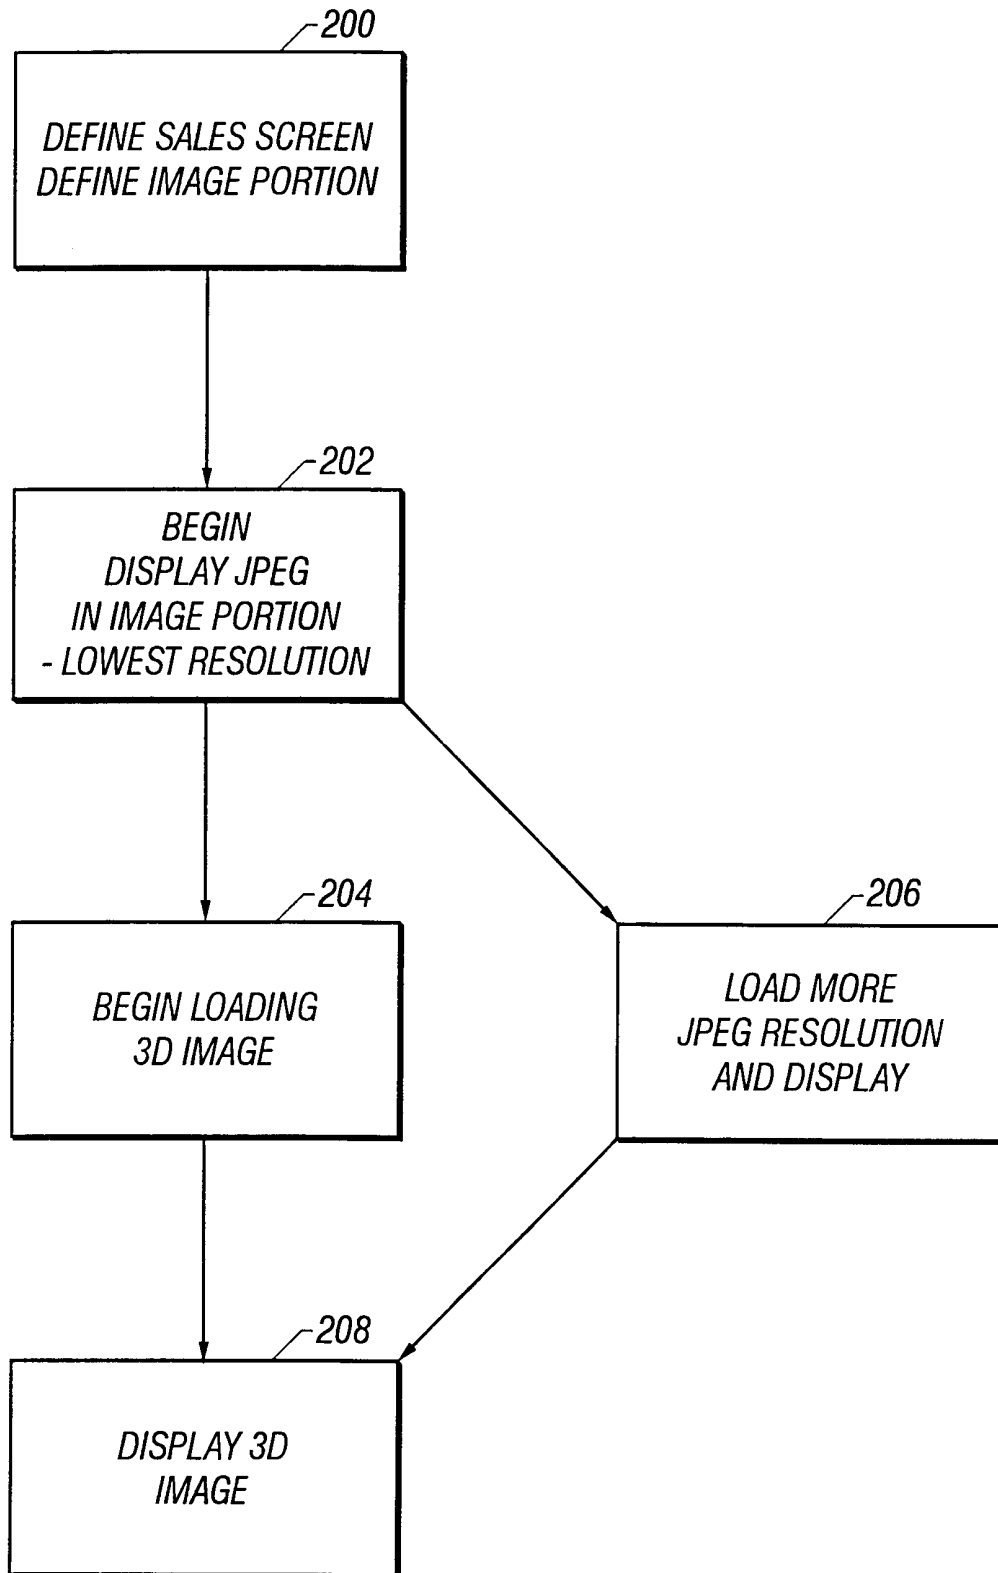 200
DEFINE SALES SCREEN
DEFINE IMAGE PORTION
202
BEGIN
DISPLAY JPEG
IN IMAGE PORTION
- LOWEST RESOLUTION
204
BEGIN LOADING
3D IMAGE
206
LOAD MORE
JPEG RESOLUTION
AND DISPLAY
208
DISPLAY 3D
IMAGE